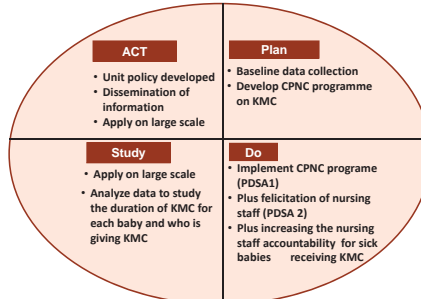 ACT
• Unit policy developed
• Dissemination of
information
• Apply on large scale
Plan
• Baseline data collection
• Develop CPNC programme
on KMC
Study
• Apply on large scale
• Analyze data to study
the duration of KMC for
each baby and who is
giving KMC
Do
• Implement CPNC programe
(PDSA1)
• Plus felicitation of nursing
staff (PDSA 2)
• Plus increasing the nursing
staff accountability for sick
babies receiving KMC